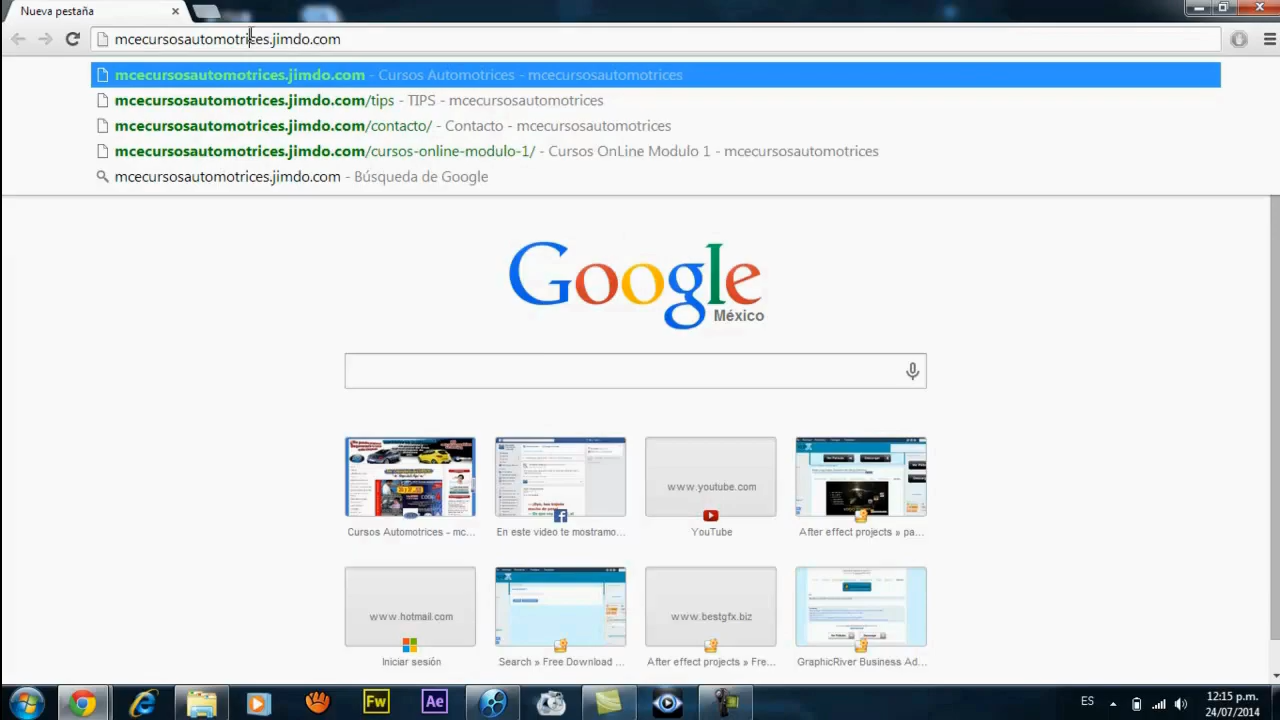 Nueva pestaña
mcecursosautomotrices.jimdo.com
mcecursosautomotrices.jimdo.com - Cursos Automotrices - mcecursosautomotrices
mcecursosautomotrices.jimdo.com/tips - TIPS - mcecursosautomotrices
mcecursosautomotrices.jimdo.com/contacto/ - Contacto - mcecursosautomotrices
mcecursosautomotrices.jimdo.com/cursos-online-modulo-1/ - Cursos OnLine Modulo 1 - mcecursosautomotrices
mcecursosautomotrices.jimdo.com - Búsqueda de Google
Google
México
www.youtube.com
Cursos Automotrices - mc...
En este video te mostramo...
YouTube
After effect projects » pa...
www.hotmail.com
www.bestgfx.biz
Iniciar sesión
Search » Free Download ...
After effect projects » Fre...
GraphicRiver Business Ad...
Fw
Ae
ES
12:15 p.m.
24/07/2014